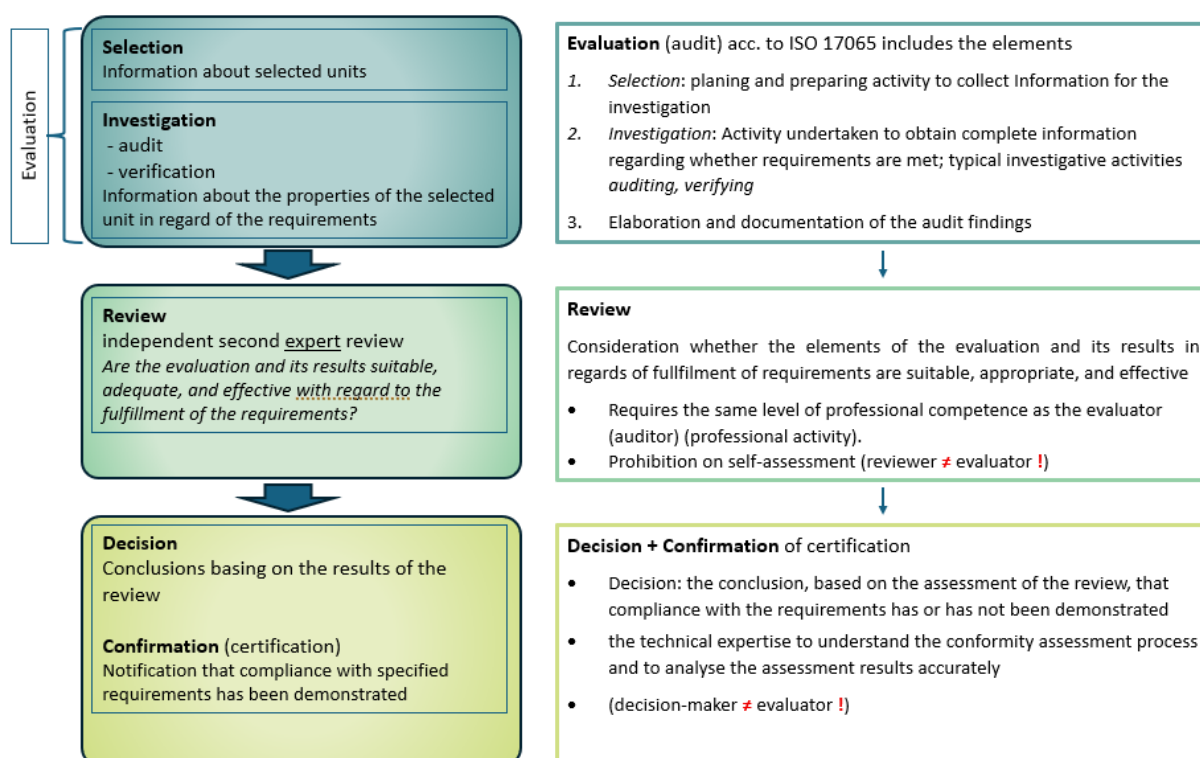 Evaluation
Selection
Information about selected units
Investigation
- audit
- verification
Information about the properties of the selected
unit in regard of the requirements
Review
independent second expert review
Are the evaluation and its results suitable,
adequate, and effective with regard to the
fulfillment of the requirements?
Decision
Conclusions basing on the results of the
review
Confirmation (certification)
Notification that compliance with specified
requirements has been demonstrated
Evaluation (audit) acc. to ISO 17065 includes the elements
1. Selection: planing and preparing activity to collect Information for the
investigation
2. Investigation: Activity undertaken to obtain complete information
regarding whether requirements are met; typical investigative activities
auditing, verifying
3. Elaboration and documentation of the audit findings
Review
Consideration whether the elements of the evaluation and its results in
regards of fullfilment of requirements are suitable, appropriate, and effective
• Requires the same level of professional competence as the evaluator
(auditor) (professional activity).
• Prohibition on self-assessment (reviewer ≠ evaluator !)
Decision + Confirmation of certification
• Decision: the conclusion, based on the assessment of the review, that
compliance with the requirements has or has not been demonstrated
• the technical expertise to understand the conformity assessment process
and to analyse the assessment results accurately
• (decision-maker ≠ evaluator !)